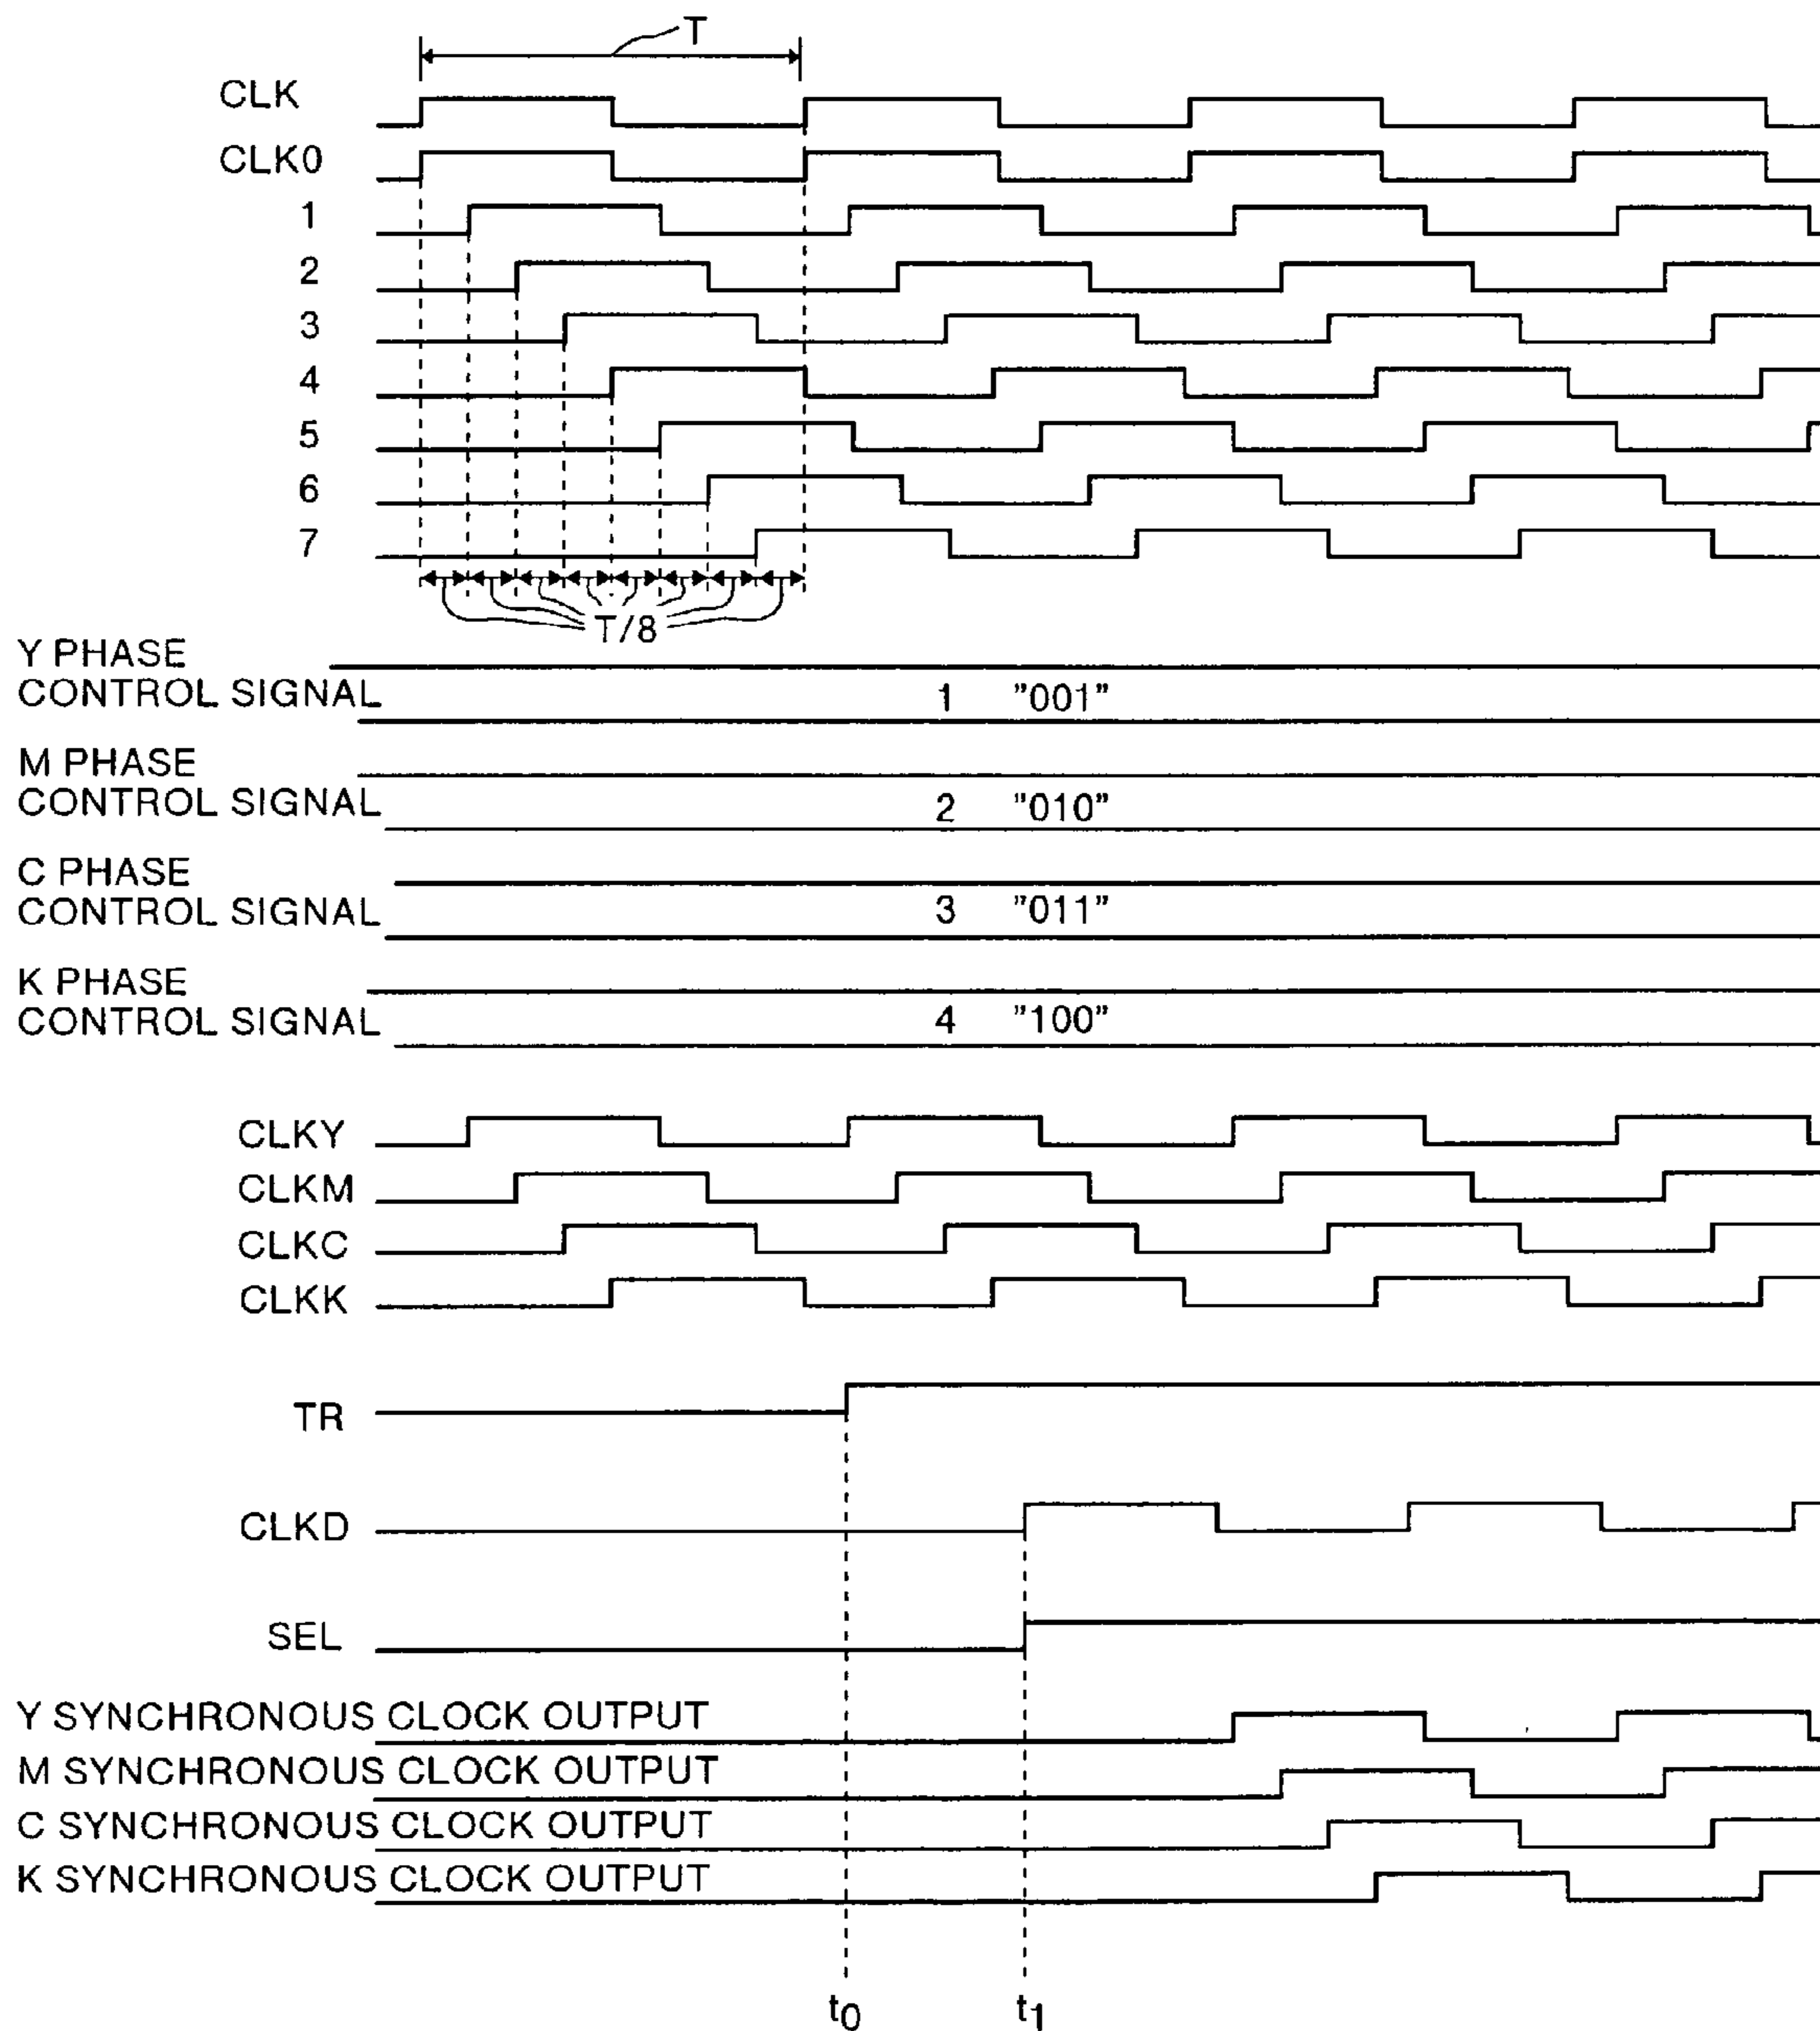 T
CLK
CLK0
1
2
3
4
5
6
7
T/8
Y PHASE
CONTROL SIGNAL
1 "001"
M PHASE
CONTROL SIGNAL
2 "010"
C PHASE
CONTROL SIGNAL
3 "011"
K PHASE
CONTROL SIGNAL
4 "100"
CLKY
CLKM
CLKC
CLKK
TR
CLKD
SEL
Y SYNCHRONOUS CLOCK OUTPUT
M SYNCHRONOUS CLOCK OUTPUT
C SYNCHRONOUS CLOCK OUTPUT
K SYNCHRONOUS CLOCK OUTPUT
t0 t1